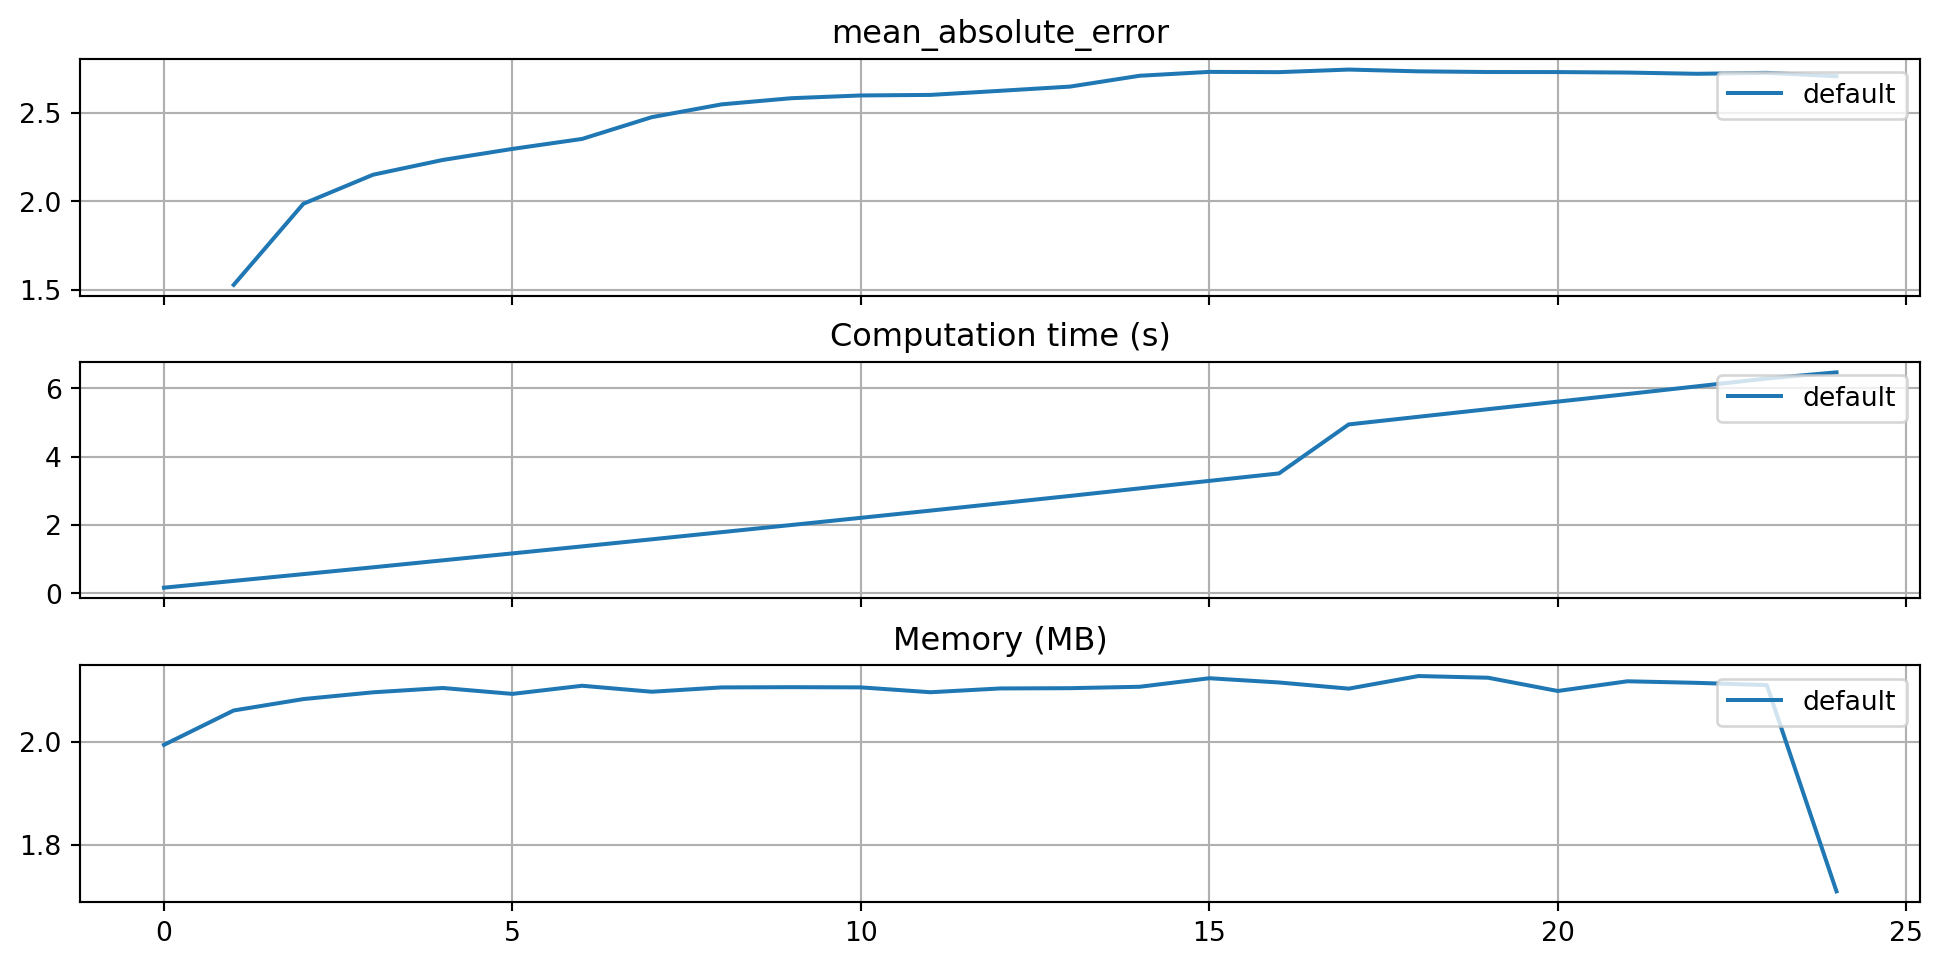 mean_absolute_error
2.5
2.0
1.5
default
Computation time (s)
6
4
2
0
default
Memory (MB)
2.0
1.8
default
0 5 10 15 20 25